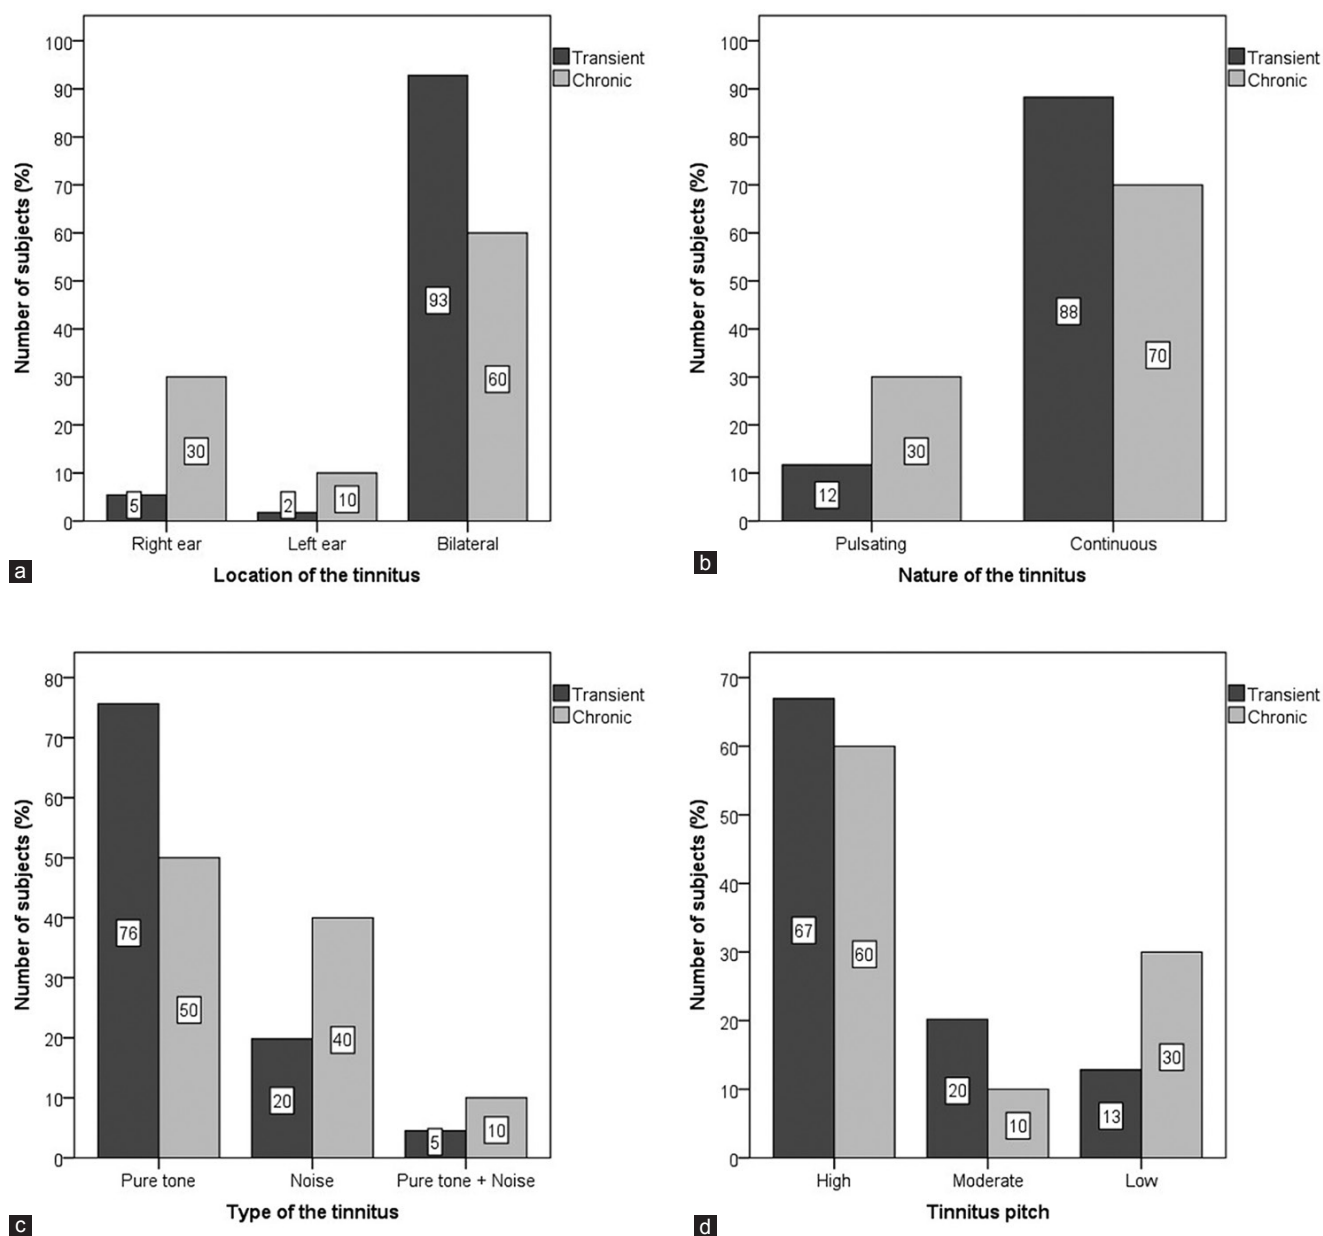 100
90
80
70
60
50
40
30
20
10
0
Number of subjects (%)
5
30
2
10
93
60
Right ear
Left ear
Bilateral
Location of the tinnitus
Transient
Chronic
a
100
90
80
70
60
50
40
30
20
10
0
Number of subjects (%)
12
30
88
70
Pulsating
Continuous
Nature of the tinnitus
Transient
Chronic
b
80
70
60
50
40
30
20
10
0
Number of subjects (%)
76
50
20
40
5
10
Pure tone
Noise
Pure tone + Noise
Type of the tinnitus
Transient
Chronic
c
70
60
50
40
30
20
10
0
Number of subjects (%)
67
60
20
10
13
30
High
Moderate
Low
Tinnitus pitch
Transient
Chronic
d